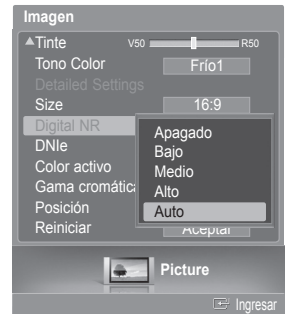 Imagen
▲Tinte V50 R50
Tono Color Frío1
Detailed Settings
Size 16:9
Digital NR
Apagado
DNIe
Bajo
Color activo
Medio
Gama cromática
Alto
Posición
Auto
Reiniciar Aceptar
Picture
Ingresar